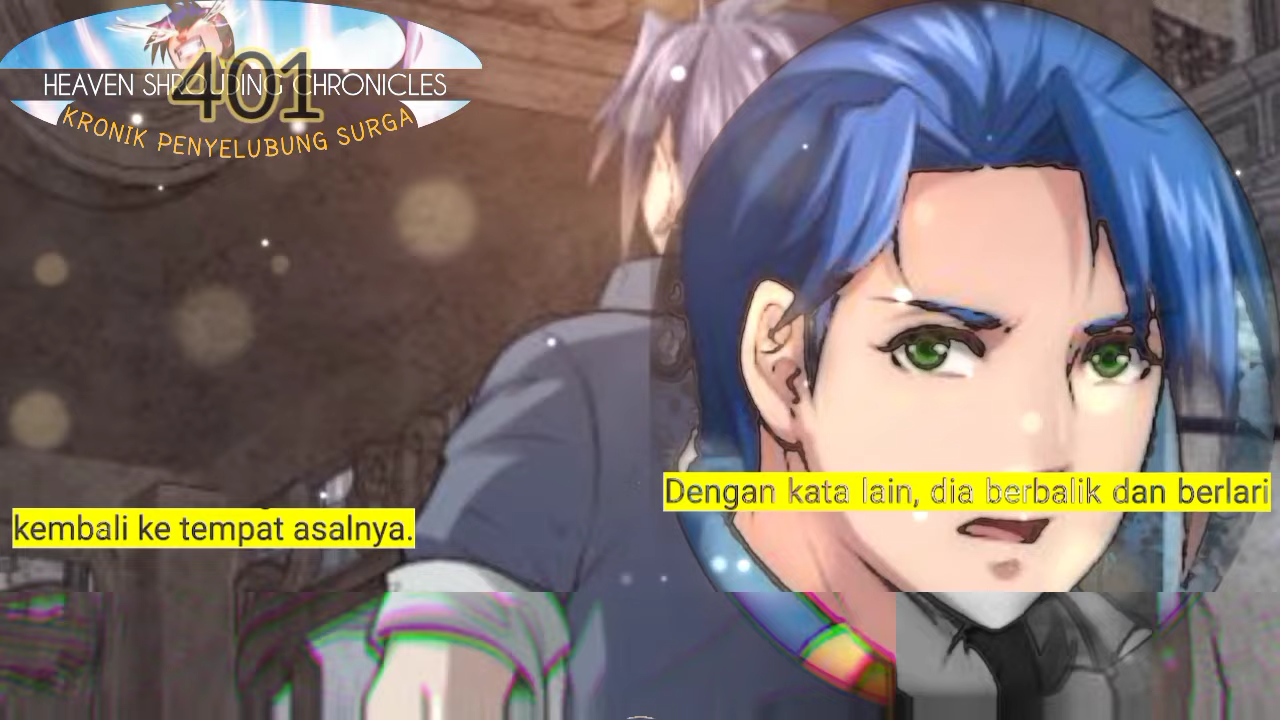 401
HEAVEN SHROUDING CHRONICLES
KRONIK PENYELUBUNG SURGA
Dengan kata lain, dia berbalik dan berlari
kembali ke tempat asalnya.